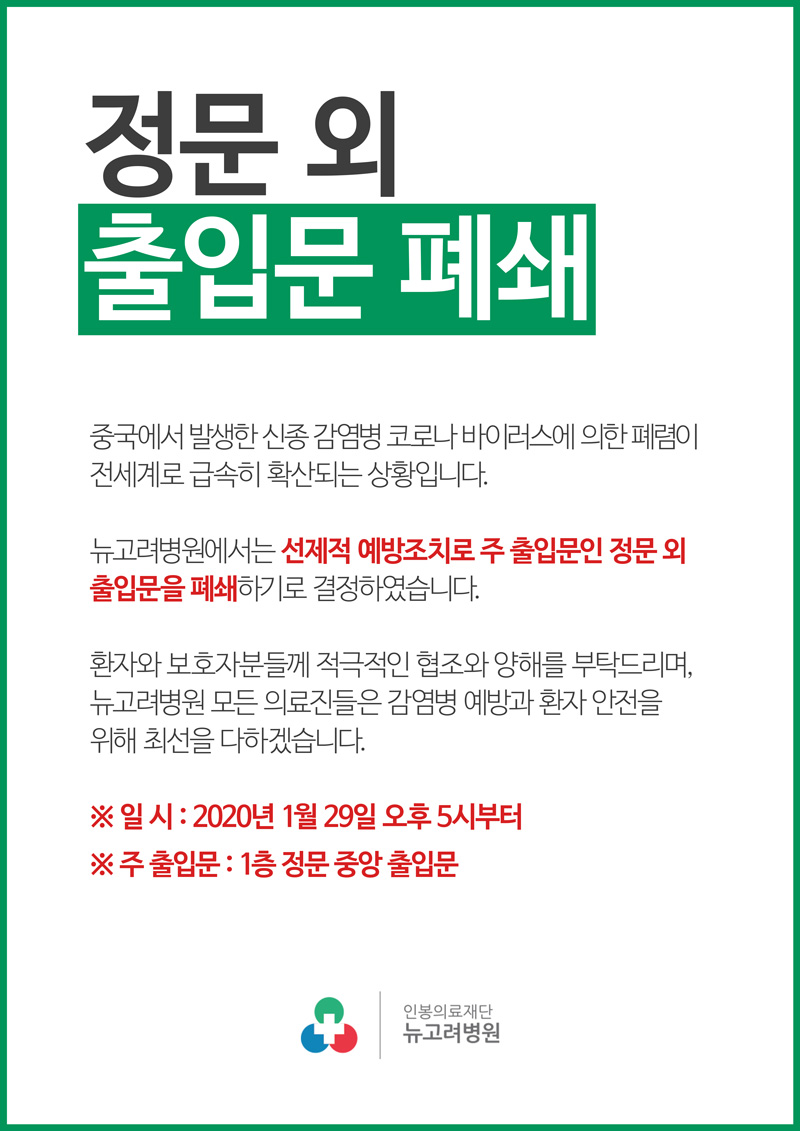 정문 외
출입문 폐쇄
중국에서 발생한 신종 감염병 코로나 바이러스에 의한 폐렴이
전세계로 급속히 확산되는 상황입니다.
뉴고려병원에서는 선제적 예방조치로 주 출입문인 정문 외
출입문을 폐쇄하기로 결정하였습니다.
환자와 보호자분들께 적극적인 협조와 양해를 부탁드리며,
뉴고려병원 모든 의료진들은 감염병 예방과 환자 안전을
위해 최선을 다하겠습니다.
※ 일 시 : 2020년 1월 29일 오후 5시부터
※ 주 출입문 : 1층 정문 중앙 출입문
인봉의료재단
뉴고려병원